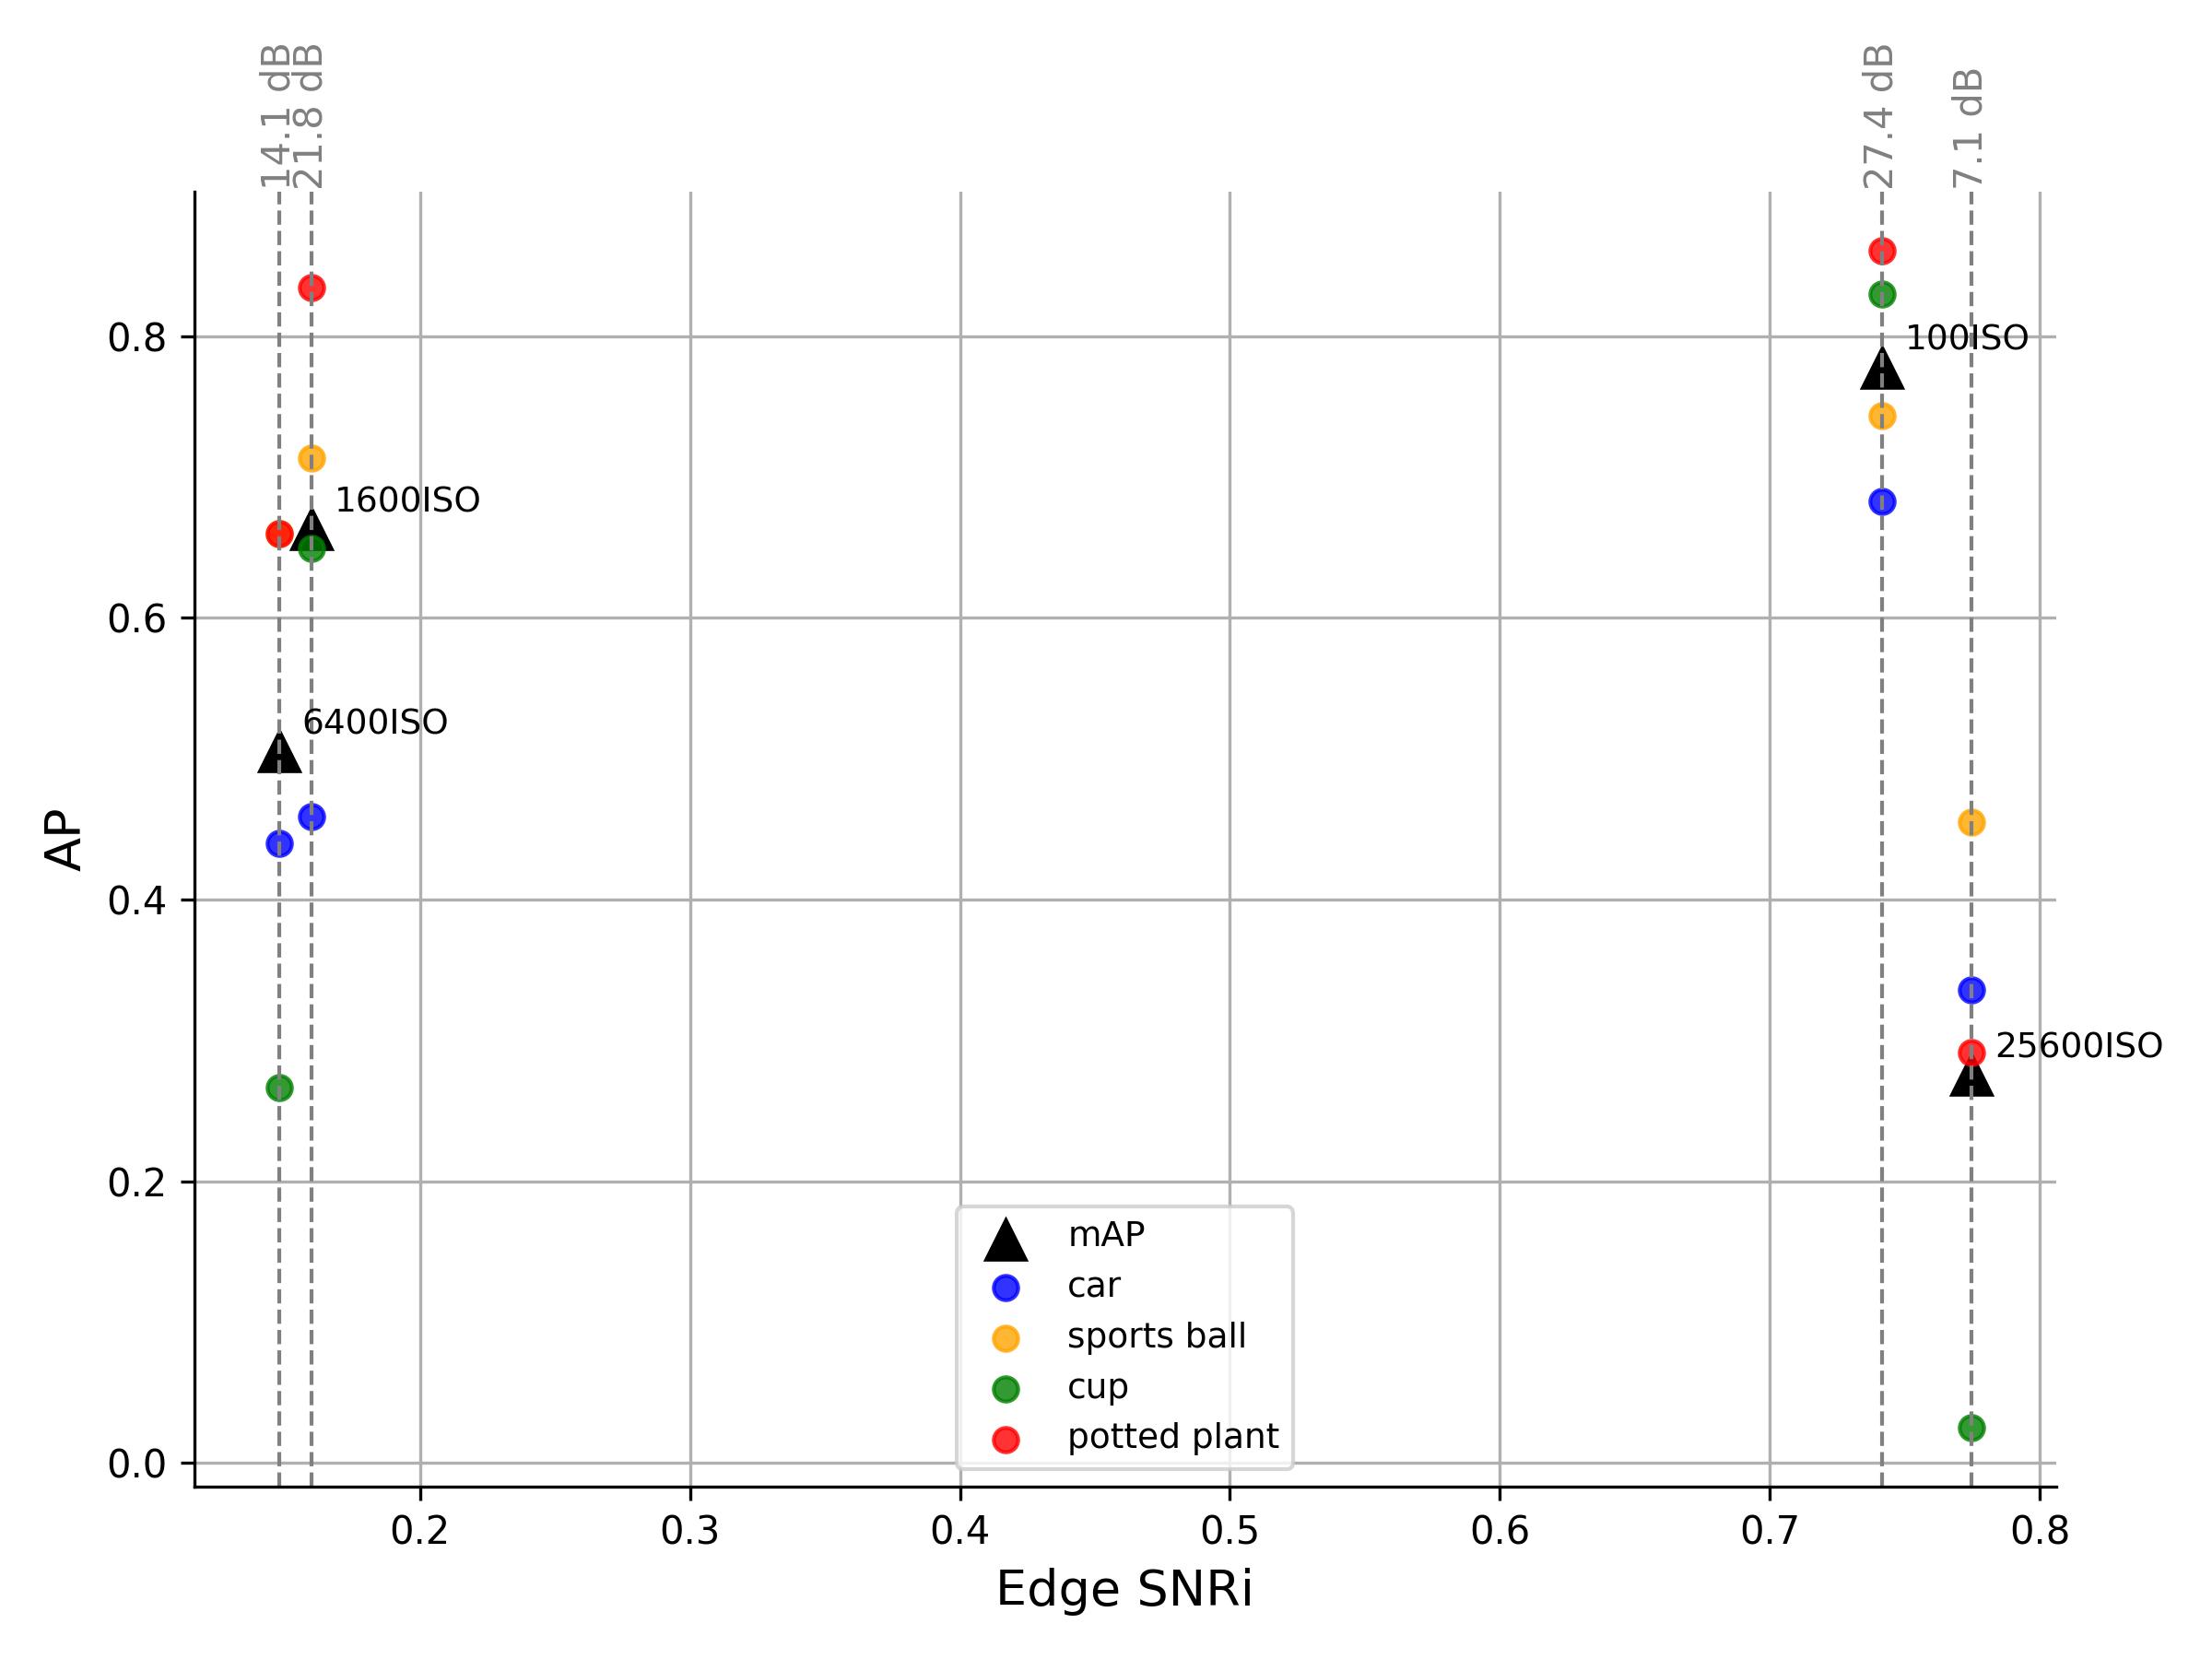 14.1 dB
21.8 dB
27.4 dB
7.1 dB
0.8
0.6
0.4
0.2
0.0
AP
100ISO
1600ISO
6400ISO
25600ISO
mAP
car
sports ball
cup
potted plant
0.2
0.3
0.4
0.5
0.6
0.7
0.8
Edge SNRi